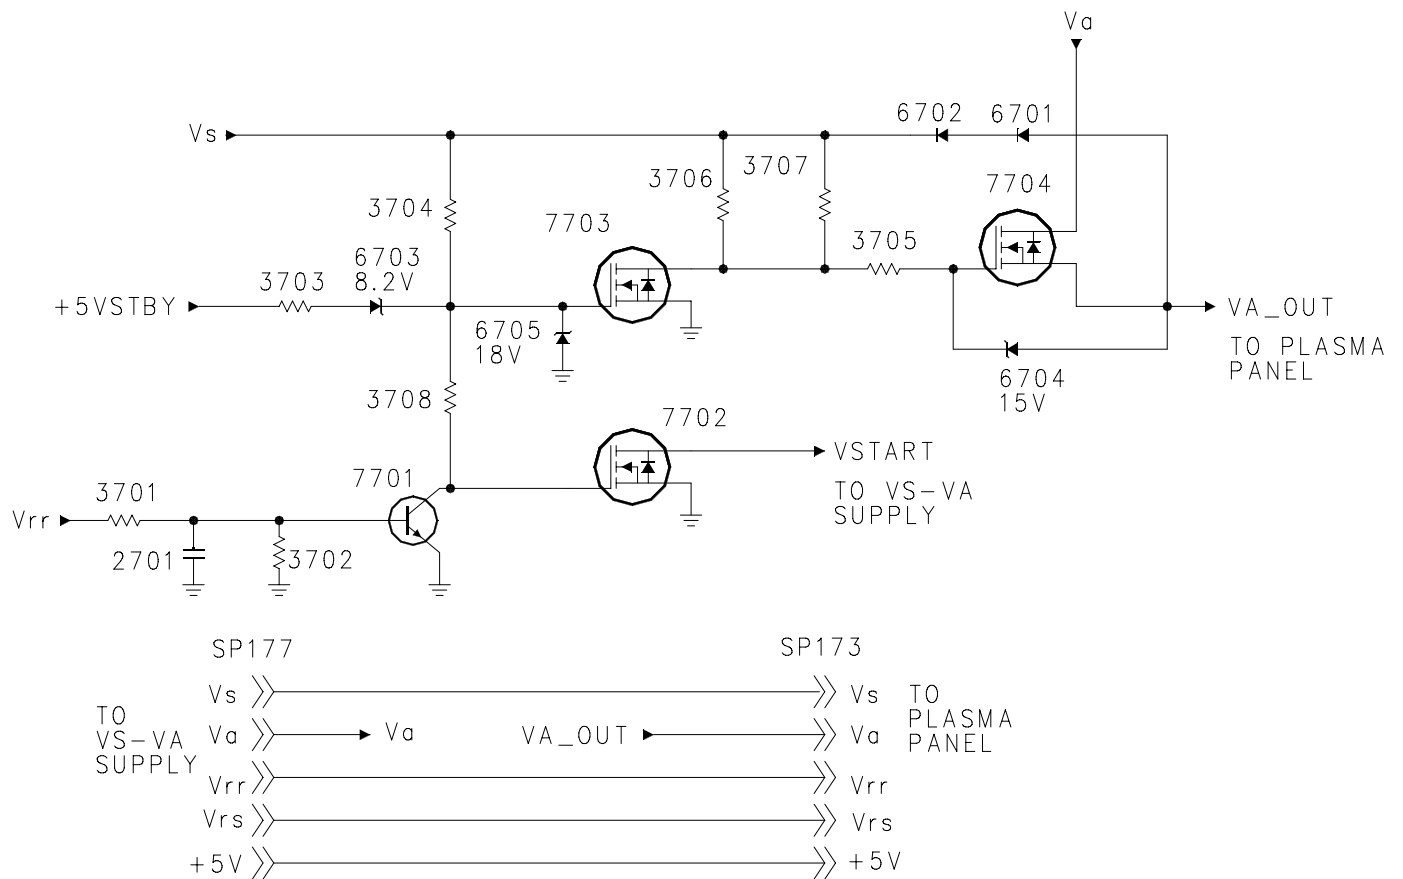 Va
6702 6701
Vs
3706 3707
7704
3704
7703
3705
6703
8.2V
3703
+5VSTBY
6705
18V
VA_OUT
TO PLASMA
PANEL
6704
15V
3708
7702
VSTART
TO VS-VA
SUPPLY
7701
3701
Vrr
2701
3702
SP177
SP173
Vs
Vs
TO
PLASMA
PANEL
TO
VS-VA
SUPPLY
Va
Va
VA_OUT
Va
Vrr
Vrr
Vrs
Vrs
+5V
+5V